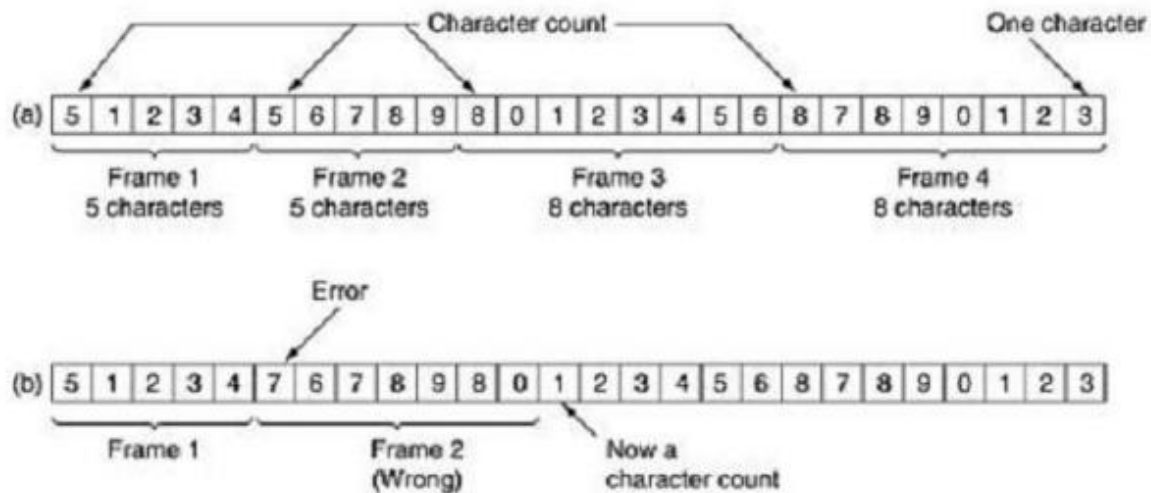 Character count One character
(a) 5 1 2 3 4 5 6 7 8 9 8 0 1 2 3 4 5 6 8 7 8 9 0 1 2 3
Frame 1 Frame 2 Frame 3 Frame 4
5 characters 5 characters 8 characters 8 characters
Error
(b) 5 1 2 3 4 7 6 7 8 9 8 0 1 2 3 4 5 6 8 7 8 9 0 1 2 3
Frame 1 Frame 2 Now a
(Wrong) character count